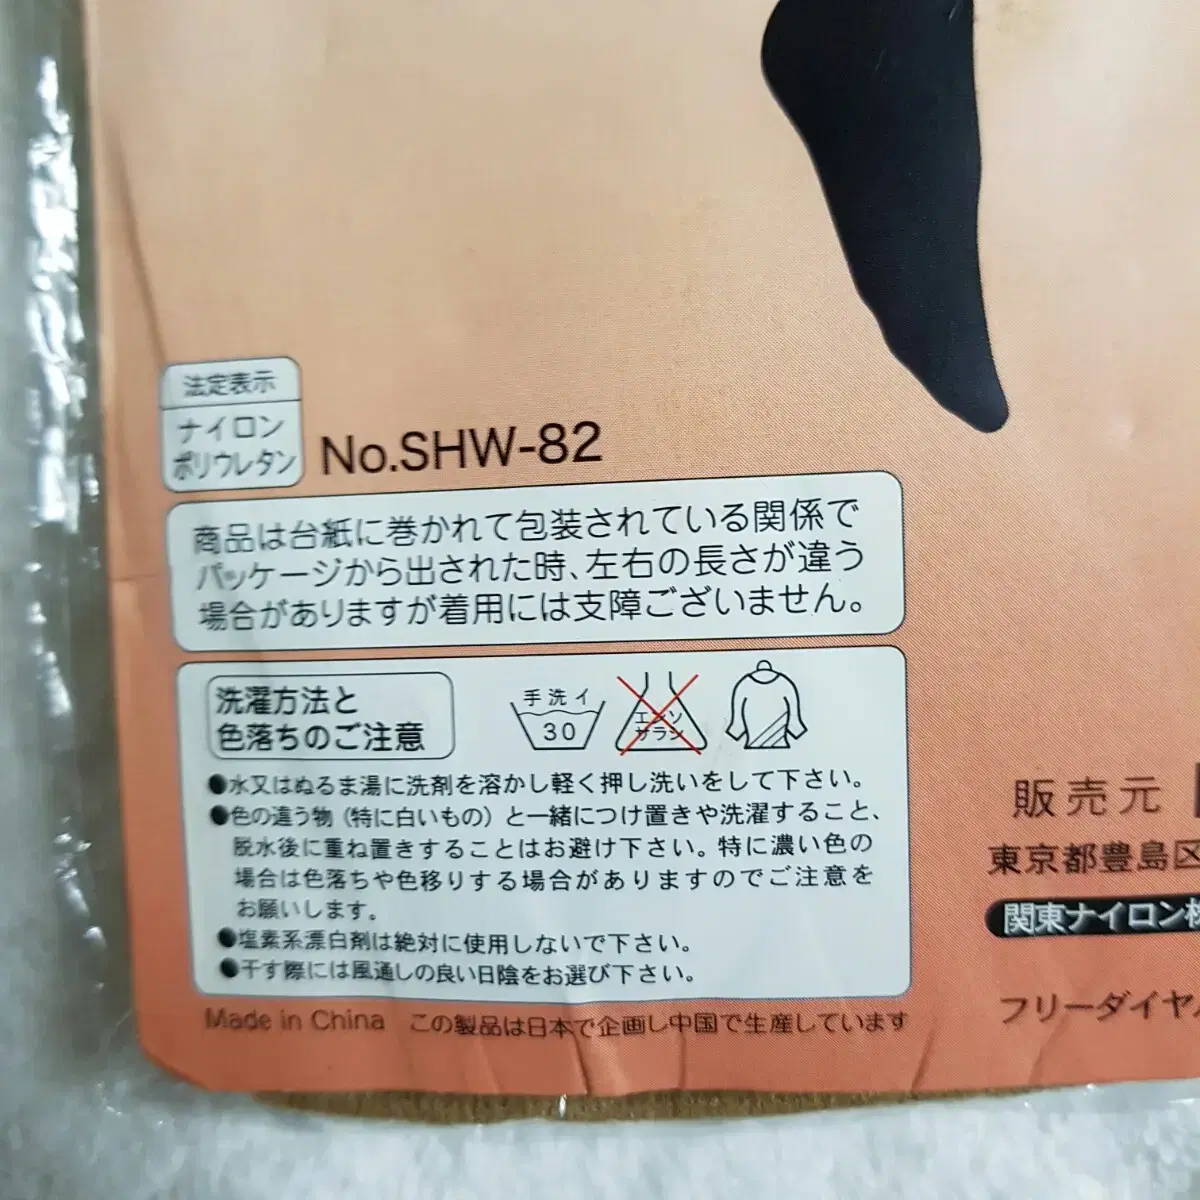 法定表示
ナイロン
ポリウレタン
No.SHW-82
商品は台紙に巻かれて包装されている関係で
パッケージから出された時、左右の長さが違う
場合がありますが着用には支障ございません。
洗濯方法と
色落ちのご注意
手洗イ
30
エンソ
サラシ
●水又はぬるま湯に洗剤を溶かし軽く押し洗いをして下さい。
●色の違う物（特に白いもの）と一緒につけ置きや洗濯すること、
脱水後に重ね置きすることはお避け下さい。特に濃い色の
場合は色落ちや色移りする場合がありますのでご注意を
お願いします。
●塩素系漂白剤は絶対に使用しないで下さい。
●干す際には風通しの良い日陰をお選び下さい。
Made in China この製品は日本で企画し中国で生産しています
販売元
東京都豊島区
関東ナイロン株
フリーダイヤル